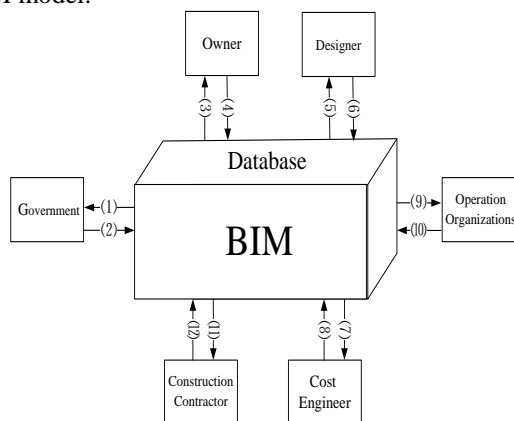 I model.
Owner
Designer
(3)
(4)
(5)
(6)
Database
Government
(1)
(2)
BIM
(9)
(10)
Operation
Organizations
(12)
(11)
(8)
(7)
Construction
Contractor
Cost
Engineer